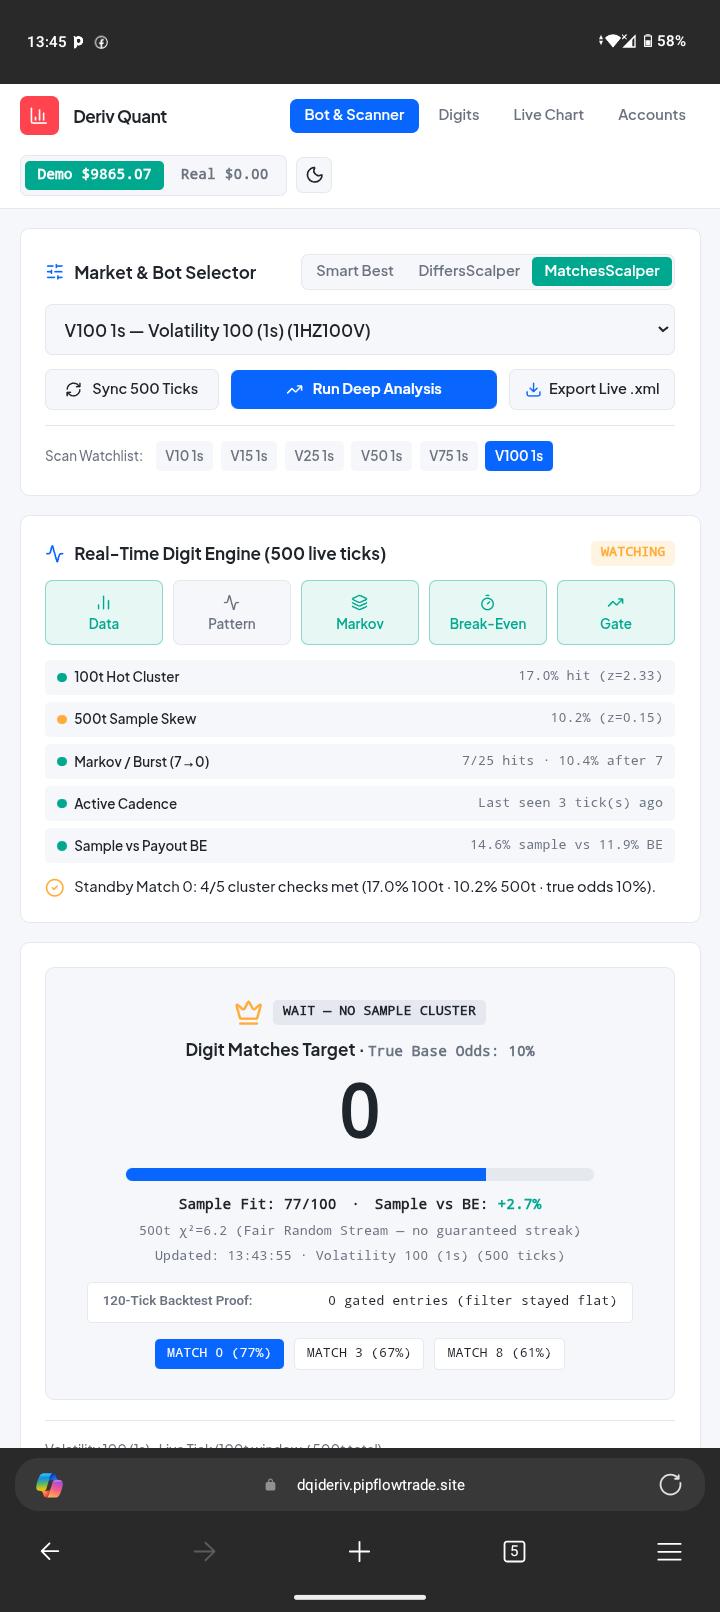 13:45
58%
Deriv Quant
Bot & Scanner
Digits
Live Chart
Accounts
Demo $9865.07
Real $0.00
Market & Bot Selector
Smart Best
DiffersScalper
MatchesScalper
V100 1s — Volatility 100 (1s) (1HZ100V)
Sync 500 Ticks
Run Deep Analysis
Export Live .xml
Scan Watchlist:
V10 1s
V15 1s
V25 1s
V50 1s
V75 1s
V100 1s
Real-Time Digit Engine (500 live ticks)
WATCHING
Data
Pattern
Markov
Break-Even
Gate
100t Hot Cluster
17.0% hit (z=2.33)
500t Sample Skew
10.2% (z=0.15)
Markov / Burst (7→0)
7/25 hits · 10.4% after 7
Active Cadence
Last seen 3 tick(s) ago
Sample vs Payout BE
14.6% sample vs 11.9% BE
Standby Match 0: 4/5 cluster checks met (17.0% 100t · 10.2% 500t · true odds 10%).
WAIT — NO SAMPLE CLUSTER
Digit Matches Target · True Base Odds: 10%
0
Sample Fit: 77/100 · Sample vs BE: +2.7%
500t χ²=6.2 (Fair Random Stream — no guaranteed streak)
Updated: 13:43:55 · Volatility 100 (1s) (500 ticks)
120-Tick Backtest Proof:
0 gated entries (filter stayed flat)
MATCH 0 (77%)
MATCH 3 (67%)
MATCH 8 (61%)
dqideriv.pipflowtrade.site
5